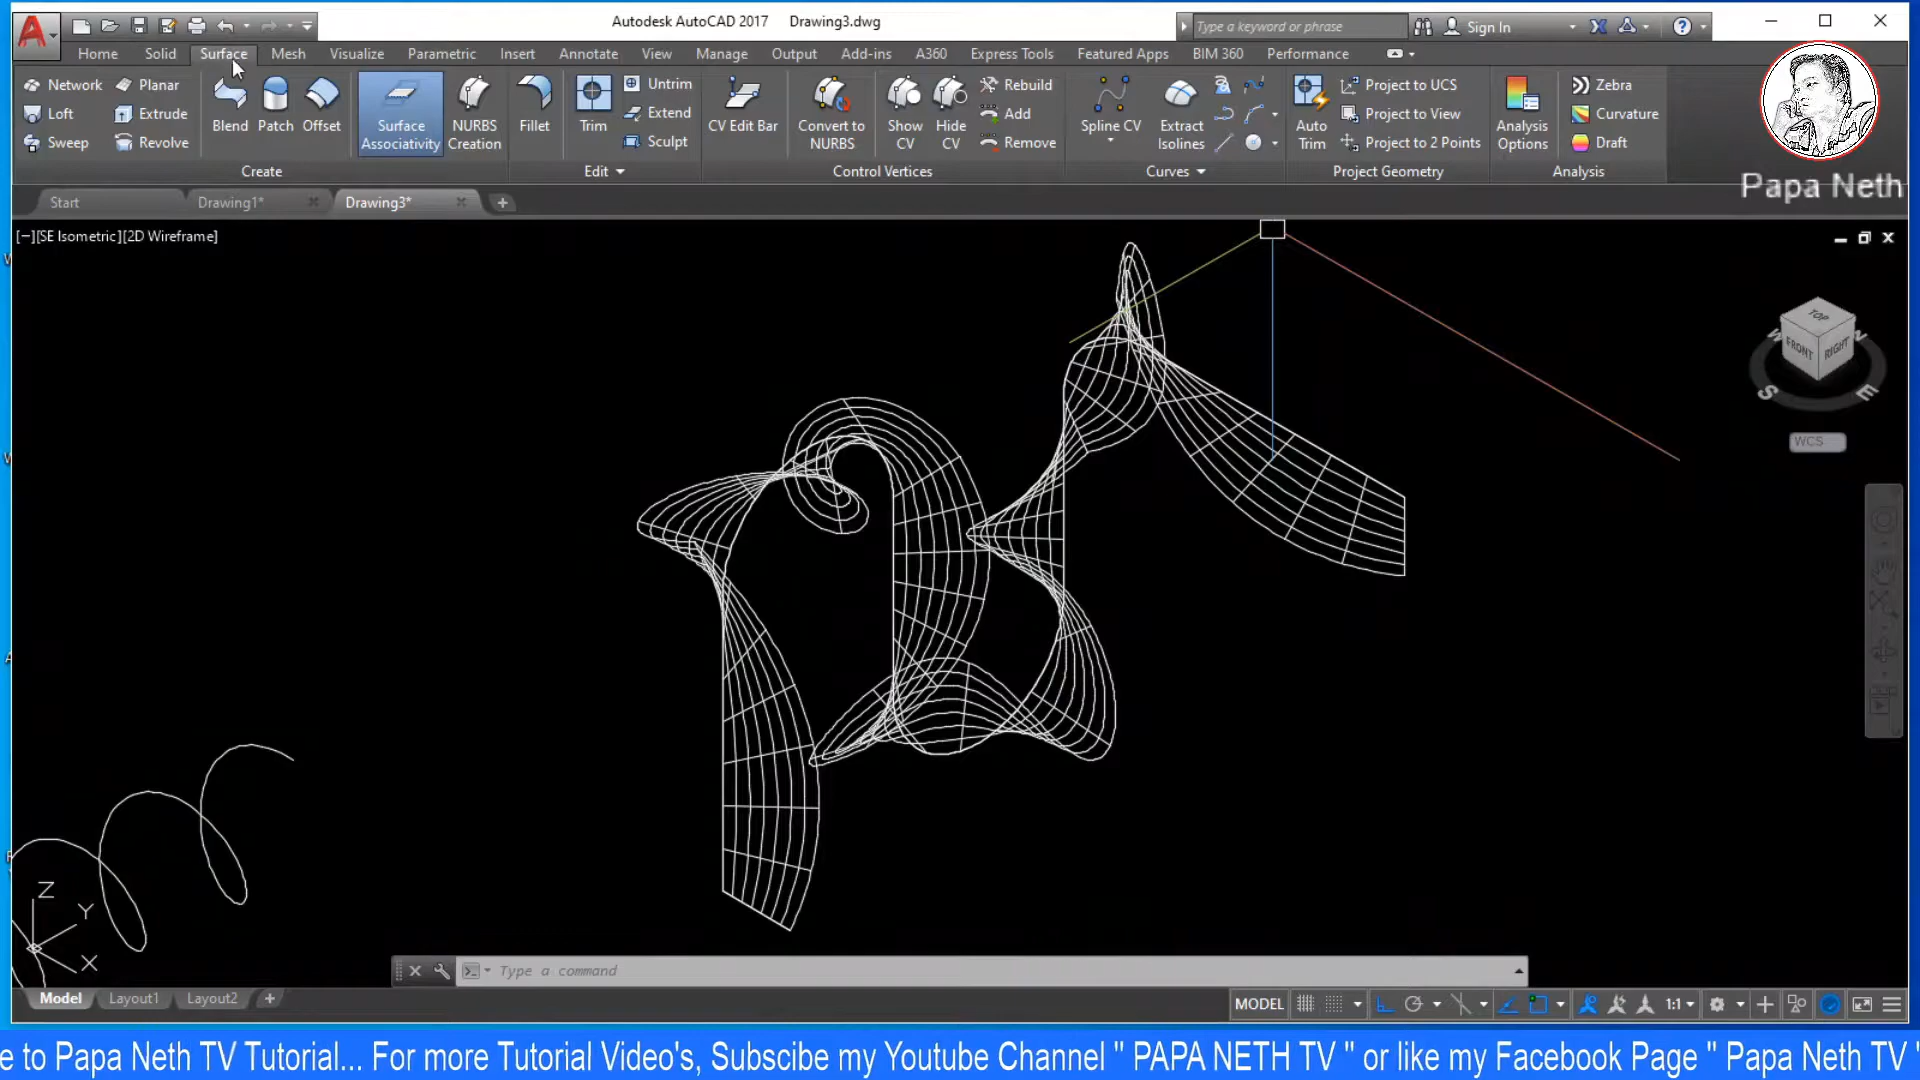 Autodesk AutoCAD 2017 Drawing3.dwg
Type a keyword or phrase
Sign In
Home Solid Surface Mesh Visualize Parametric Insert Annotate View Manage Output Add-ins A360 Express Tools Featured Apps BIM 360 Performance
Network Planar
Loft Extrude
Sweep Revolve
Blend Patch Offset
Surface Associativity
NURBS Creation
Fillet
Trim
Untrim
Extend
Sculpt
CV Edit Bar
Convert to NURBS
Show CV
Hide CV
Rebuild
Add
Remove
Spline CV
Extract Isolines
Auto Trim
Project to UCS
Project to View
Project to 2 Points
Analysis Options
Zebra
Curvature
Draft
Create Edit Control Vertices Curves Project Geometry Analysis
Papa Neth
Start Drawing1* Drawing3*
[−][SE Isometric][2D Wireframe]
TOP
FRONT RIGHT
W N
S E
WCS
Z
Y
X
Type a command
Model Layout1 Layout2
MODEL 1:1
e to Papa Neth TV Tutorial... For more Tutorial Video's, Subscibe my Youtube Channel " PAPA NETH TV " or like my Facebook Page " Papa Neth TV "